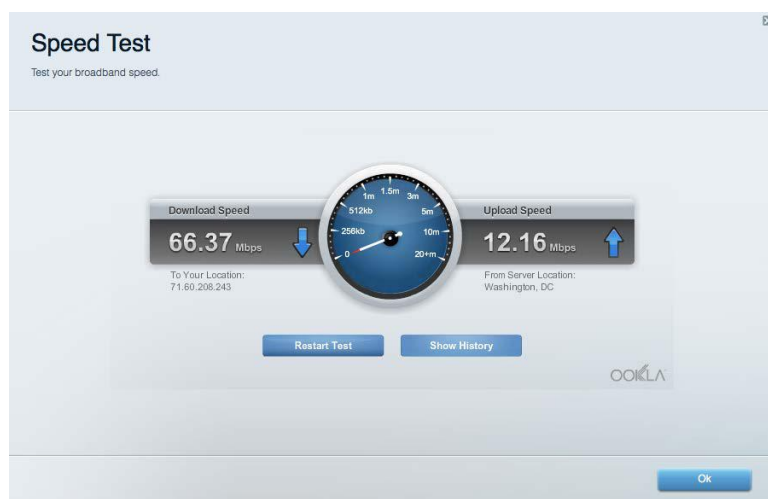 Speed Test
Test your broadband speed.
Download Speed
66.37 Mbps
To Your Location:
71.60.208.243
0
256kb
512kb
1m
1.5m
3m
5m
10m
20+m
Upload Speed
12.16 Mbps
From Server Location:
Washington, DC
Restart Test
Show History
OOKLA
Ok